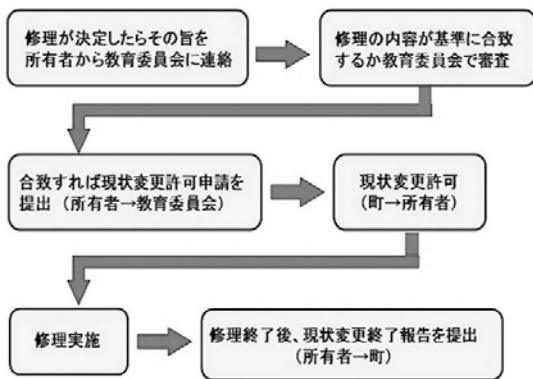 修理が決定したらその旨を
所有者から教育委員会に連絡
修理の内容が基準に合致
するか教育委員会で審査
合致すれば現状変更許可申請を
提出（所有者→教育委員会）
現状変更許可
（町→所有者）
修理実施
修理終了後、現状変更終了報告を提出
（所有者→町）